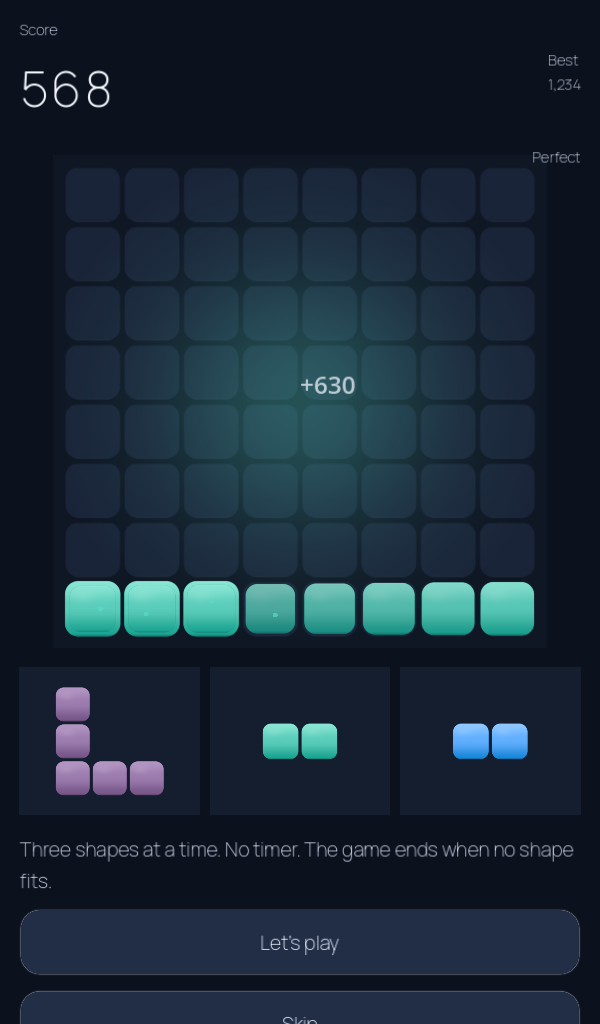 Score
568
Best
1,234
Perfect
+630
Three shapes at a time. No timer. The game ends when no shape
fits.
Let's play
Skip